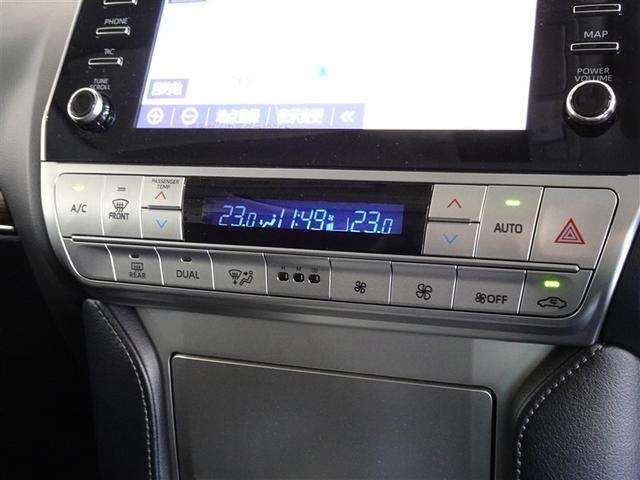 PHONE
T/C
TUNE
SCROLL
MAP
POWER
VOLUME
目的地
地点登録 表示変更
PASSENGER
TEMP
A/C
FRONT
23.0 11:49 23.0
AUTO
REAR
DUAL
OFF